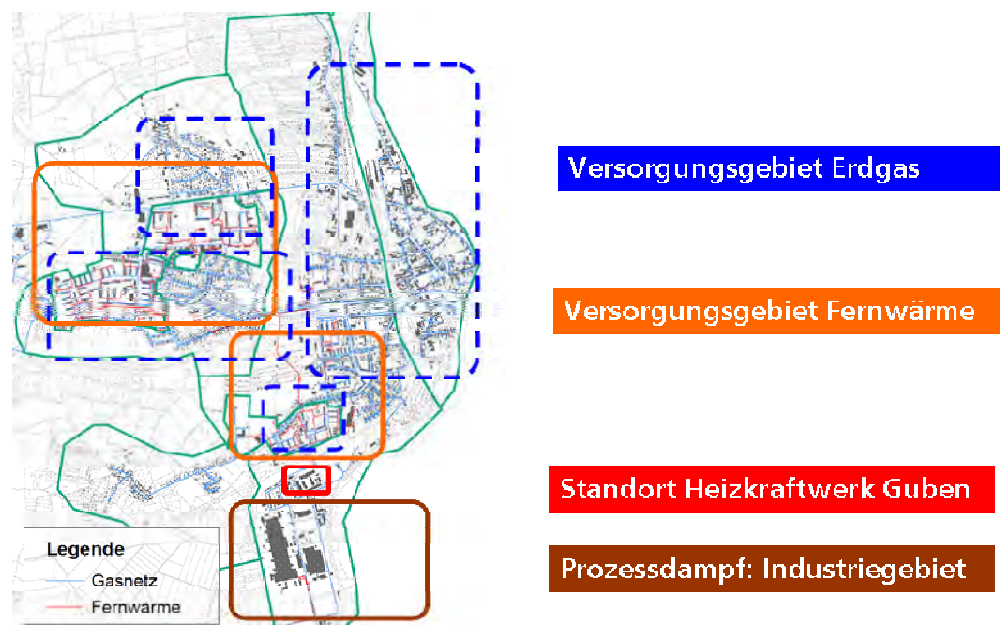 Versorgungsgebiet Erdgas
Versorgungsgebiet Fernwärme
Standort Heizkraftwerk Guben
Prozessdampf: Industriegebiet
Legende
Gasnetz
Fernwärme